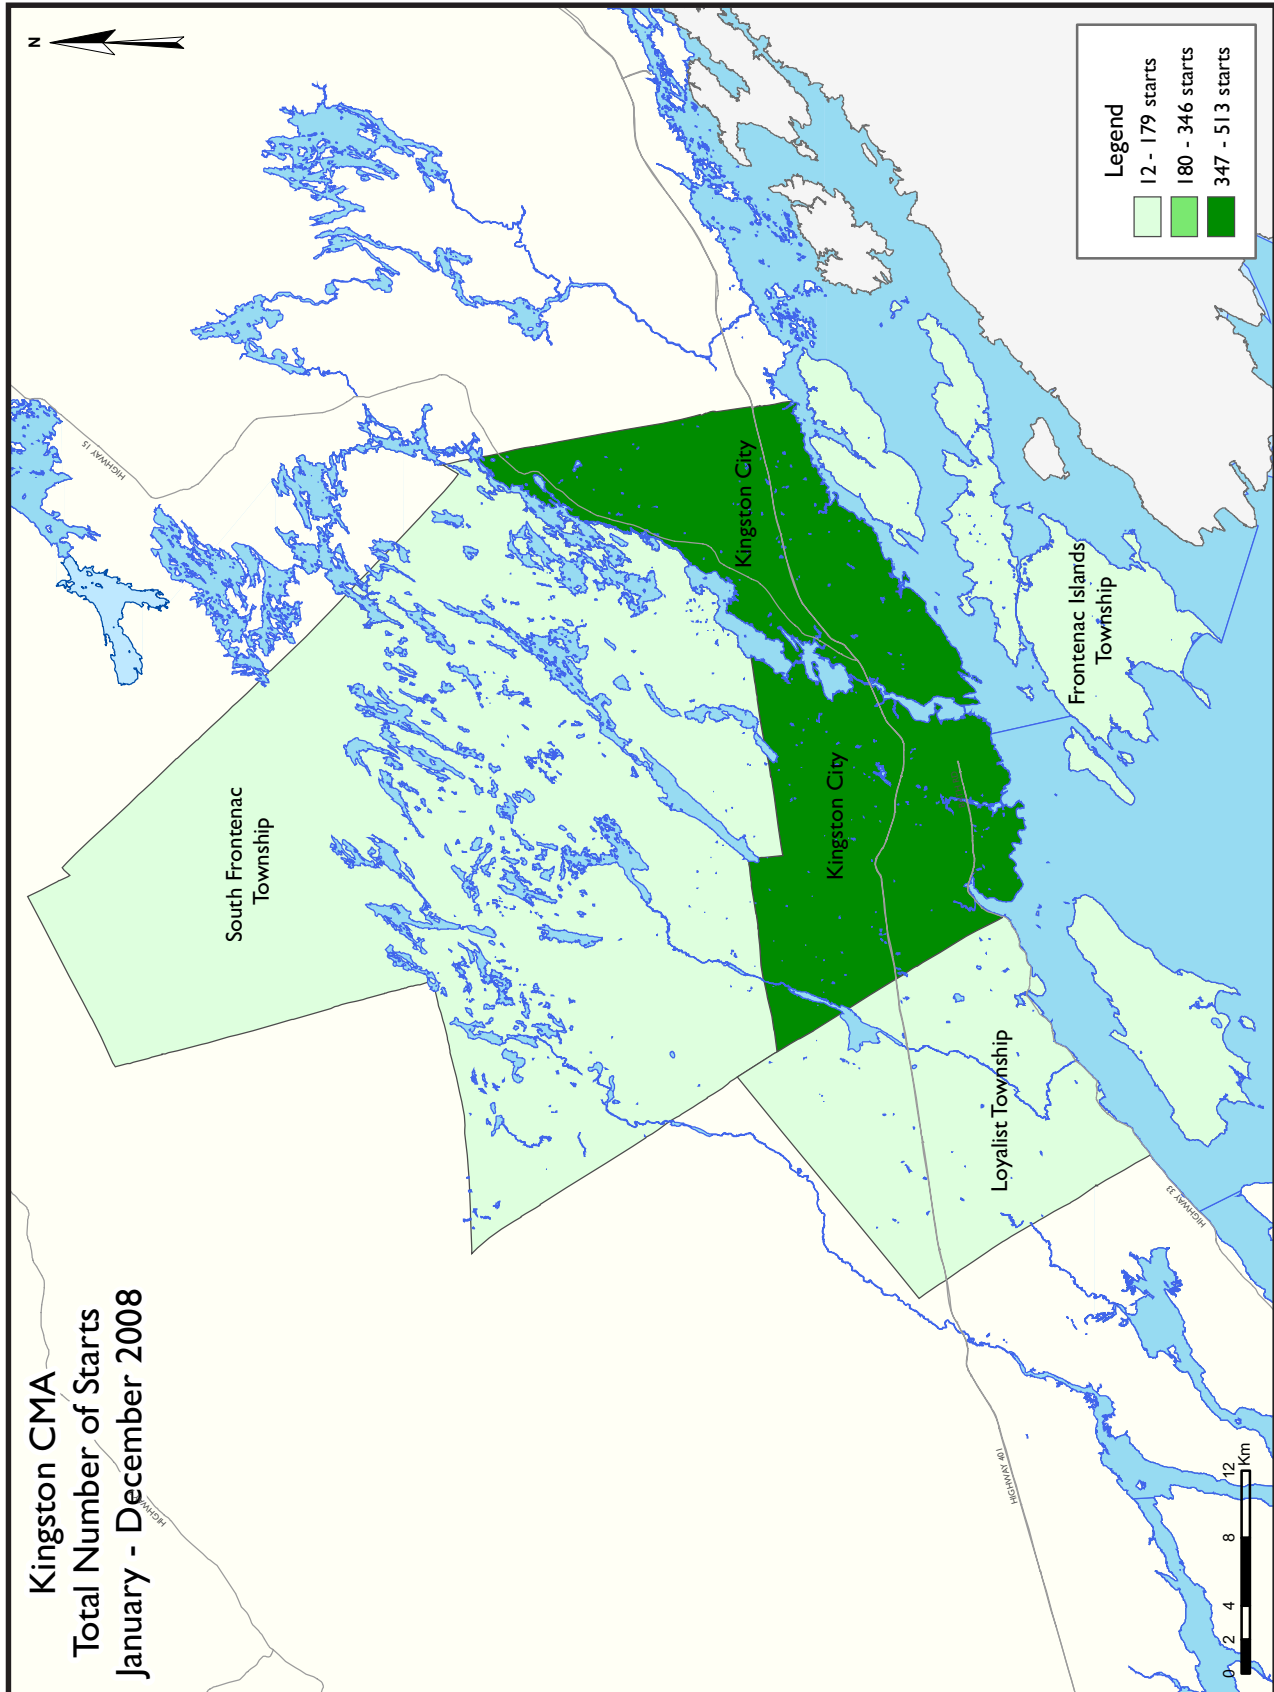 Kingston CMA
Total Number of Starts
January - December 2008
N
HIGHWAY 15
South Frontenac
Township
Kingston City
Kingston City
Frontenac Islands
Township
Loyalist Township
HIGHWAY 33
HIGHWAY 401
HIGHWA
Legend
12 - 179 starts
180 - 346 starts
347 - 513 starts
0 2 4 8 12
Km